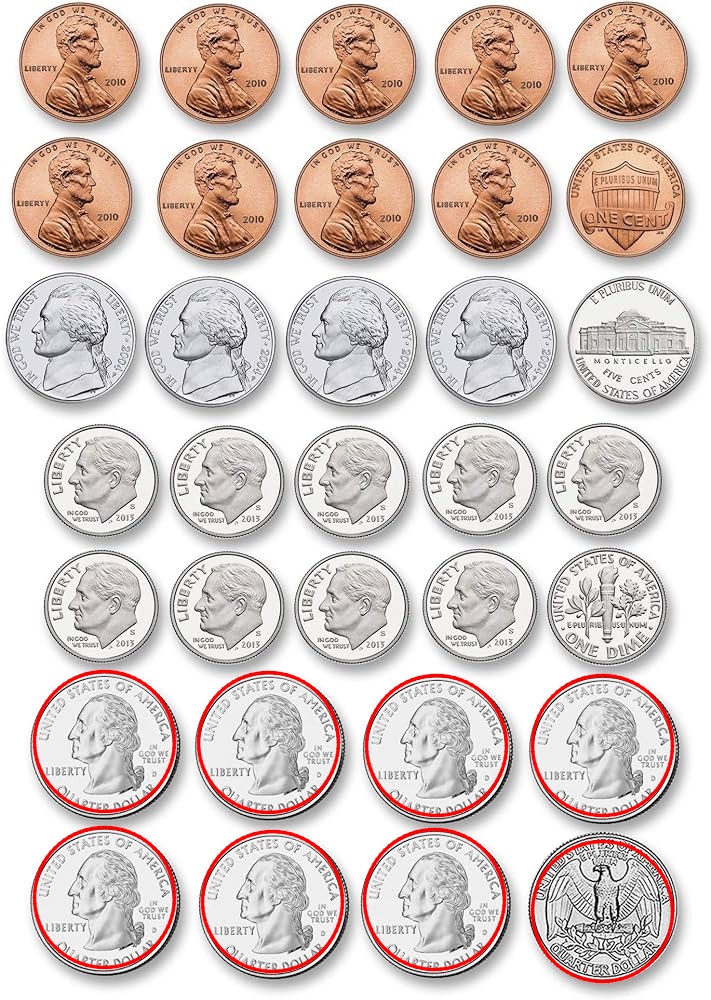 IN GOD WE TRUST
LIBERTY
2010
IN GOD WE TRUST
LIBERTY
2010
IN GOD WE TRUST
LIBERTY
2010
IN GOD WE TRUST
LIBERTY
2010
IN GOD WE TRUST
LIBERTY
2010
IN GOD WE TRUST
LIBERTY
2010
IN GOD WE TRUST
LIBERTY
2010
IN GOD WE TRUST
LIBERTY
2010
IN GOD WE TRUST
LIBERTY
2010
UNITED STATES OF AMERICA
E PLURIBUS UNUM
ONE CENT
IN GOD WE TRUST
LIBERTY 2004
IN GOD WE TRUST
LIBERTY 2004
IN GOD WE TRUST
LIBERTY 2004
IN GOD WE TRUST
LIBERTY 2004
E PLURIBUS UNUM
MONTICELLO
FIVE CENTS
UNITED STATES OF AMERICA
LIBERTY
S
IN GOD
WE TRUST
2013
LIBERTY
S
IN GOD
WE TRUST
2013
LIBERTY
S
IN GOD
WE TRUST
2013
LIBERTY
S
IN GOD
WE TRUST
2013
LIBERTY
S
IN GOD
WE TRUST
2013
LIBERTY
S
IN GOD
WE TRUST
2013
LIBERTY
S
IN GOD
WE TRUST
2013
LIBERTY
S
IN GOD
WE TRUST
2013
LIBERTY
S
IN GOD
WE TRUST
2013
UNITED STATES OF AMERICA
E PLURIBUS UNUM
ONE DIME
UNITED STATES OF AMERICA
IN
GOD WE
TRUST
LIBERTY
D
QUARTER DOLLAR
UNITED STATES OF AMERICA
IN
GOD WE
TRUST
LIBERTY
D
QUARTER DOLLAR
UNITED STATES OF AMERICA
IN
GOD WE
TRUST
LIBERTY
D
QUARTER DOLLAR
UNITED STATES OF AMERICA
IN
GOD WE
TRUST
LIBERTY
D
QUARTER DOLLAR
UNITED STATES OF AMERICA
IN
GOD WE
TRUST
LIBERTY
D
QUARTER DOLLAR
UNITED STATES OF AMERICA
IN
GOD WE
TRUST
LIBERTY
D
QUARTER DOLLAR
UNITED STATES OF AMERICA
IN
GOD WE
TRUST
LIBERTY
D
QUARTER DOLLAR
UNITED STATES OF AMERICA
QUARTER DOLLAR